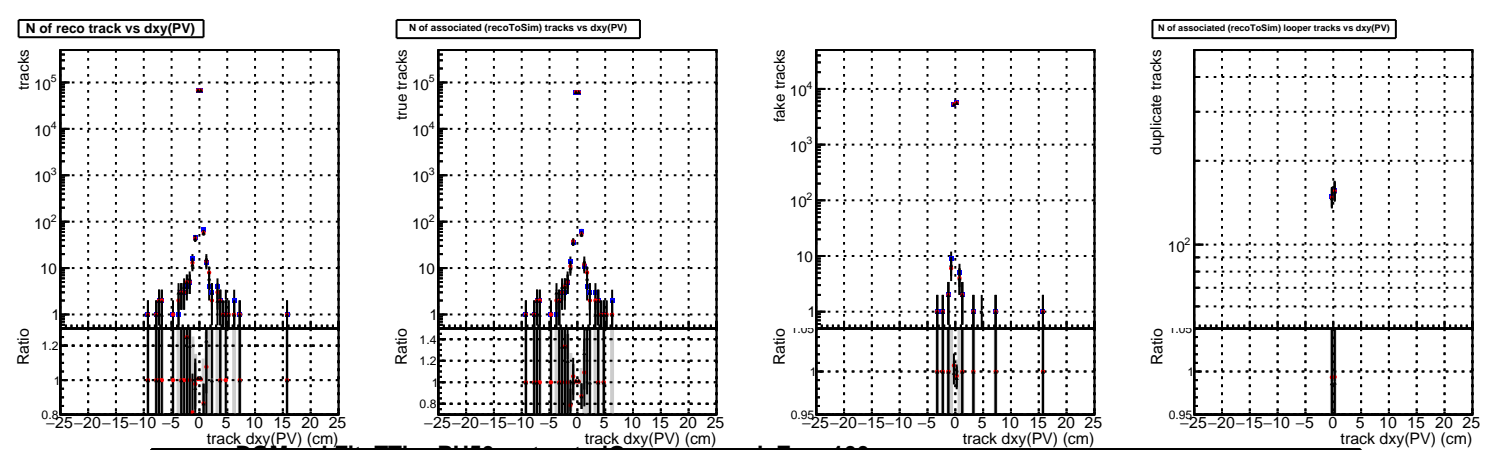 N of reco track vs dxy(PV)
tracks
10^5
10^4
10^3
10^2
10
1
Ratio
1.2
1
0.8
−25 −20 −15 −10 −5 0 5 10 15 20 25
track dxy(PV) (cm)
N of associated (recoToSim) tracks vs dxy(PV)
true tracks
10^5
10^4
10^3
10^2
10
1
Ratio
1.4
1.2
1
0.8
−25 −20 −15 −10 −5 0 5 10 15 20 25
track dxy(PV) (cm)
fake tracks
10^4
10^3
10^2
10
1
Ratio
1.05
1
0.95
−25 −20 −15 −10 −5 0 5 10 15 20 25
track dxy(PV) (cm)
N of associated (recoToSim) looper tracks vs dxy(PV)
duplicate tracks
10^2
Ratio
1.05
1
0.95
−25 −20 −15 −10 −5 0 5 10 15 20 25
track dxy(PV) (cm)